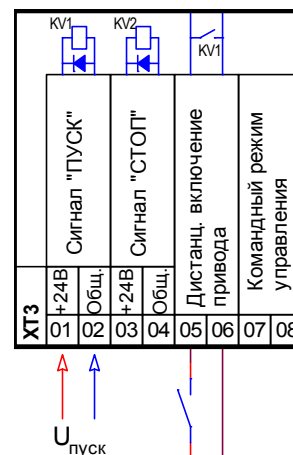 KV1
KV2
KV1
Сигнал "ПУСК"
Сигнал "СТОП"
Дистанц. включение
привода
Командный режим
управления
ХТ3
+24В
Общ.
+24В
Общ.
01 02 03 04 05 06 07 08
Uпуск